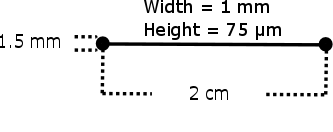 Width = 1 mm
Height = 75 µm
1.5 mm
2 cm